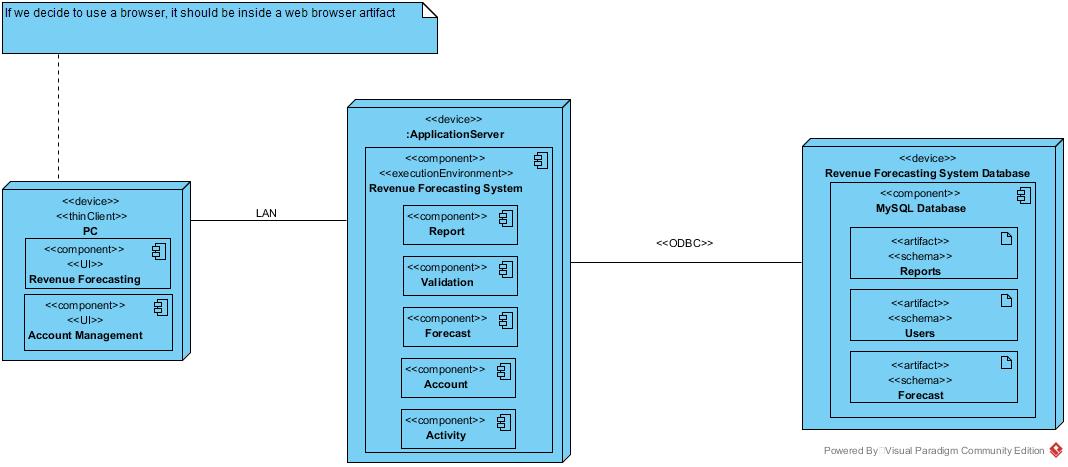 If we decide to use a browser, it should be inside a web browser artifact
<<device>>
<<thinClient>>
PC
<<component>>
<<UI>>
Revenue Forecasting
<<component>>
<<UI>>
Account Management
LAN
<<device>>
:ApplicationServer
<<component>>
<<executionEnvironment>>
Revenue Forecasting System
<<component>>
Report
<<component>>
Validation
<<component>>
Forecast
<<component>>
Account
<<component>>
Activity
<<ODBC>>
<<device>>
Revenue Forecasting System Database
<<component>>
MySQL Database
<<artifact>>
<<schema>>
Reports
<<artifact>>
<<schema>>
Users
<<artifact>>
<<schema>>
Forecast
Powered By Visual Paradigm Community Edition